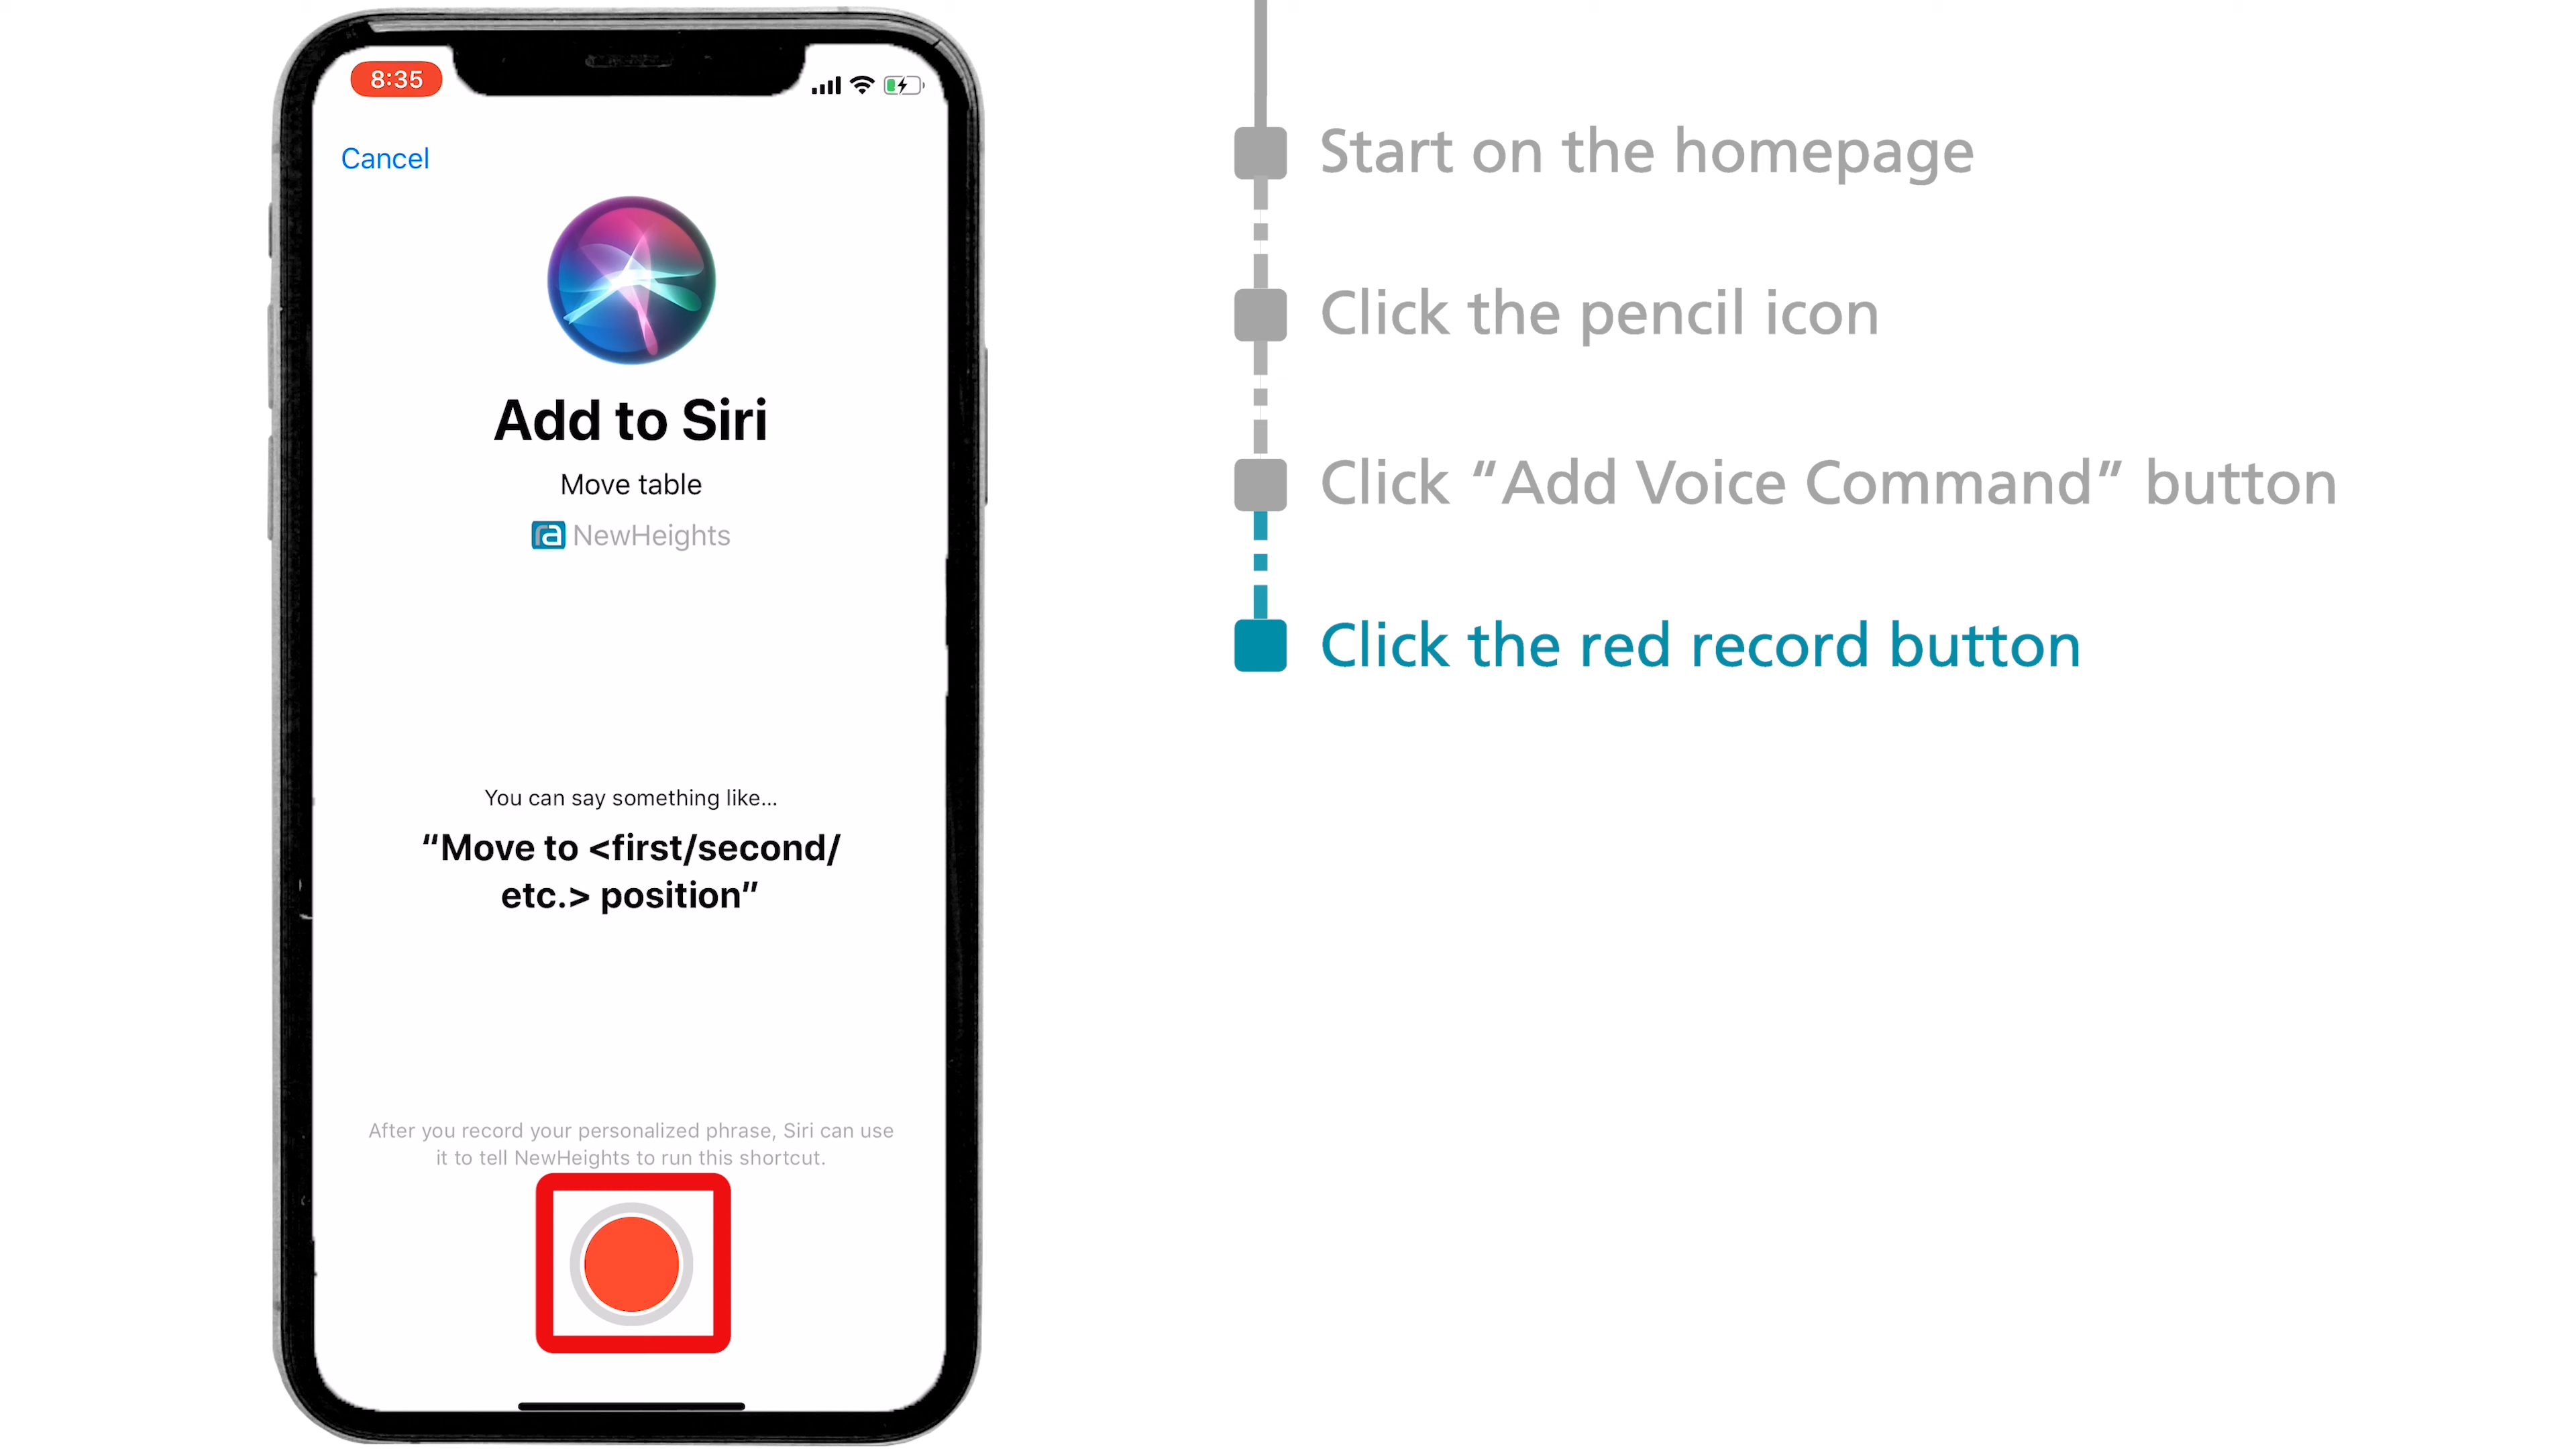 8:35
Cancel
Add to Siri
Move table
ra NewHeights
You can say something like...
“Move to <first/second/
etc.> position”
After you record your personalized phrase, Siri can use
it to tell NewHeights to run this shortcut.
Start on the homepage
Click the pencil icon
Click “Add Voice Command” button
Click the red record button